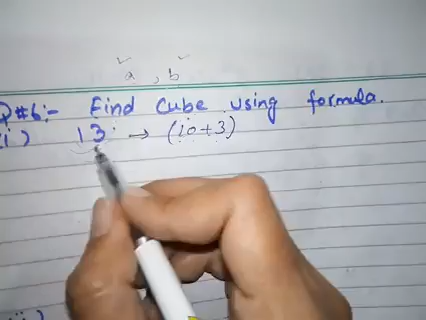 a , b
Q#6:- Find Cube using formula.
(i) 13 → (10+3)